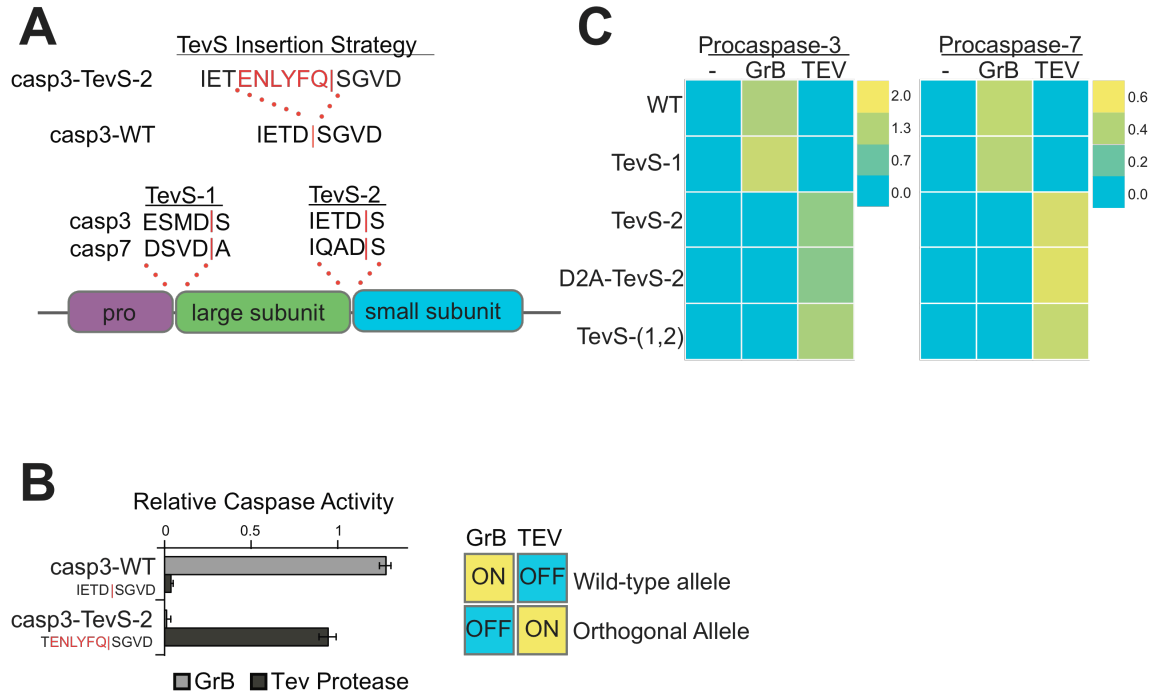 A
TevS Insertion Strategy
casp3-TevS-2 IETENLYFQ|SGVD
casp3-WT IETD|SGVD
TevS-1 TevS-2
casp3 ESMD|S IETD|S
casp7 DSVD|A IQAD|S
pro large subunit small subunit
B
Relative Caspase Activity
0 0.5 1
casp3-WT
IETD|SGVD
casp3-TevS-2
TENLYFQ|SGVD
GrB Tev Protease
GrB TEV
ON OFF Wild-type allele
OFF ON Orthogonal Allele
C
Procaspase-3 Procaspase-7
- GrB TEV - GrB TEV
WT
TevS-1
TevS-2
D2A-TevS-2
TevS-(1,2)
2.0
1.3
0.7
0.0
0.6
0.4
0.2
0.0